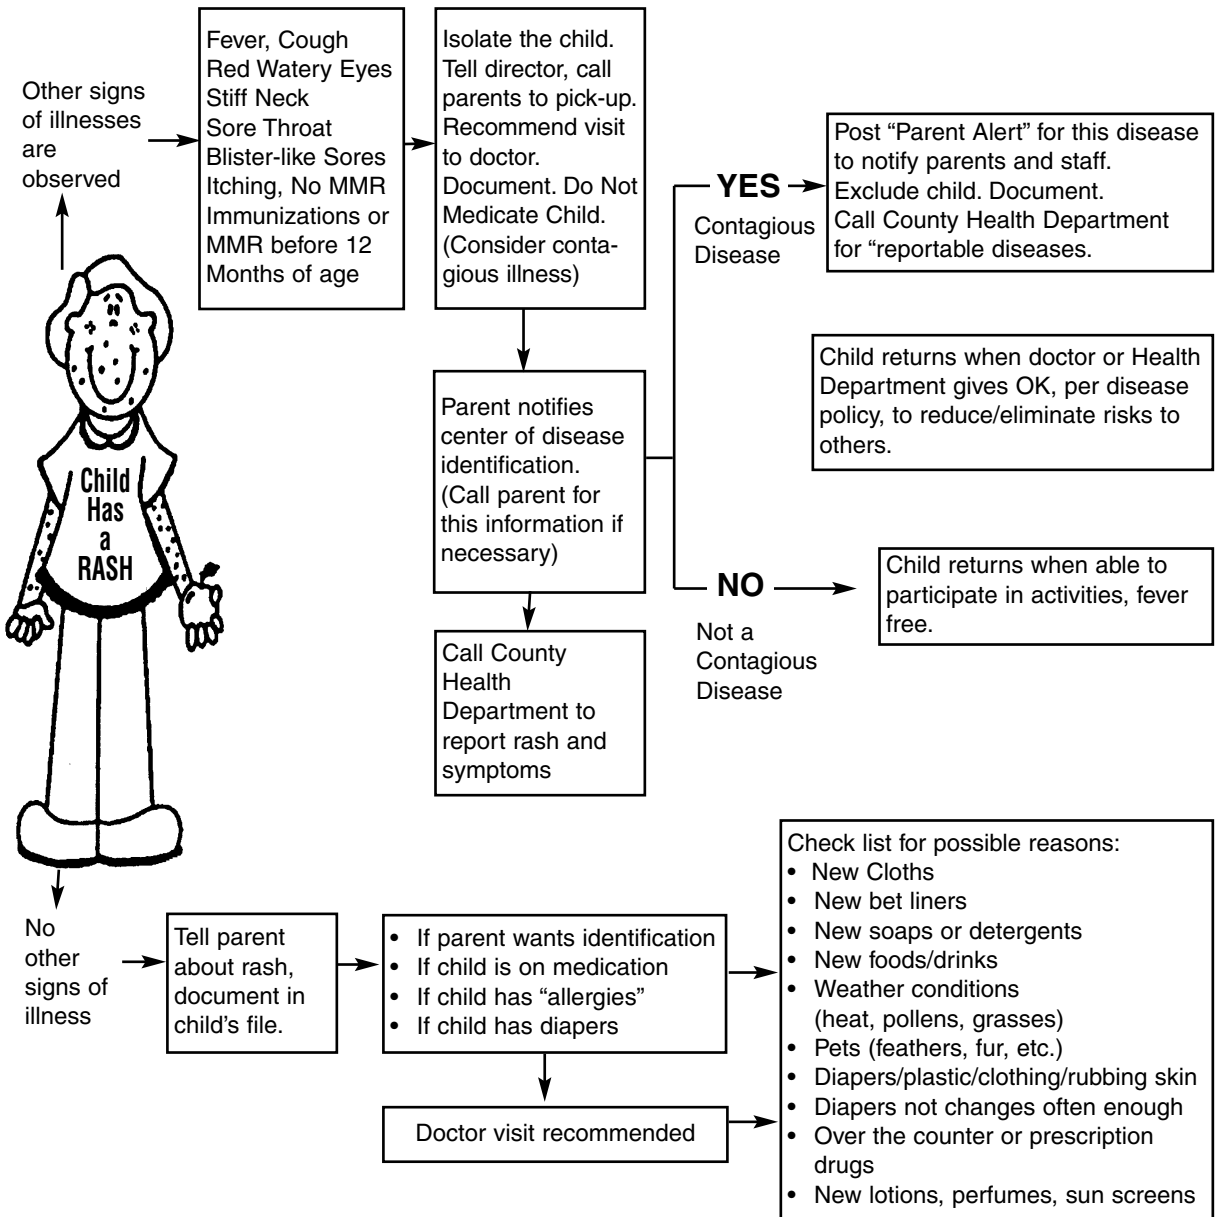 Other signs
of illnesses
are
observed
Fever, Cough
Red Watery Eyes
Stiff Neck
Sore Throat
Blister-like Sores
Itching, No MMR
Immunizations or
MMR before 12
Months of age
Isolate the child.
Tell director, call
parents to pick-up.
Recommend visit
to doctor.
Document. Do Not
Medicate Child.
(Consider conta-
gious illness)
Parent notifies
center of disease
identification.
(Call parent for
this information if
necessary)
Call County
Health
Department to
report rash and
symptoms
YES
Contagious
Disease
Post “Parent Alert” for this disease
to notify parents and staff.
Exclude child. Document.
Call County Health Department
for “reportable diseases.
Child returns when doctor or Health
Department gives OK, per disease
policy, to reduce/eliminate risks to
others.
NO
Not a
Contagious
Disease
Child returns when able to
participate in activities, fever
free.
Child
Has
a
RASH
No
other
signs of
illness
Tell parent
about rash,
document in
child’s file.
• If parent wants identification
• If child is on medication
• If child has “allergies”
• If child has diapers
Doctor visit recommended
Check list for possible reasons:
• New Cloths
• New bet liners
• New soaps or detergents
• New foods/drinks
• Weather conditions
(heat, pollens, grasses)
• Pets (feathers, fur, etc.)
• Diapers/plastic/clothing/rubbing skin
• Diapers not changes often enough
• Over the counter or prescription
drugs
• New lotions, perfumes, sun screens